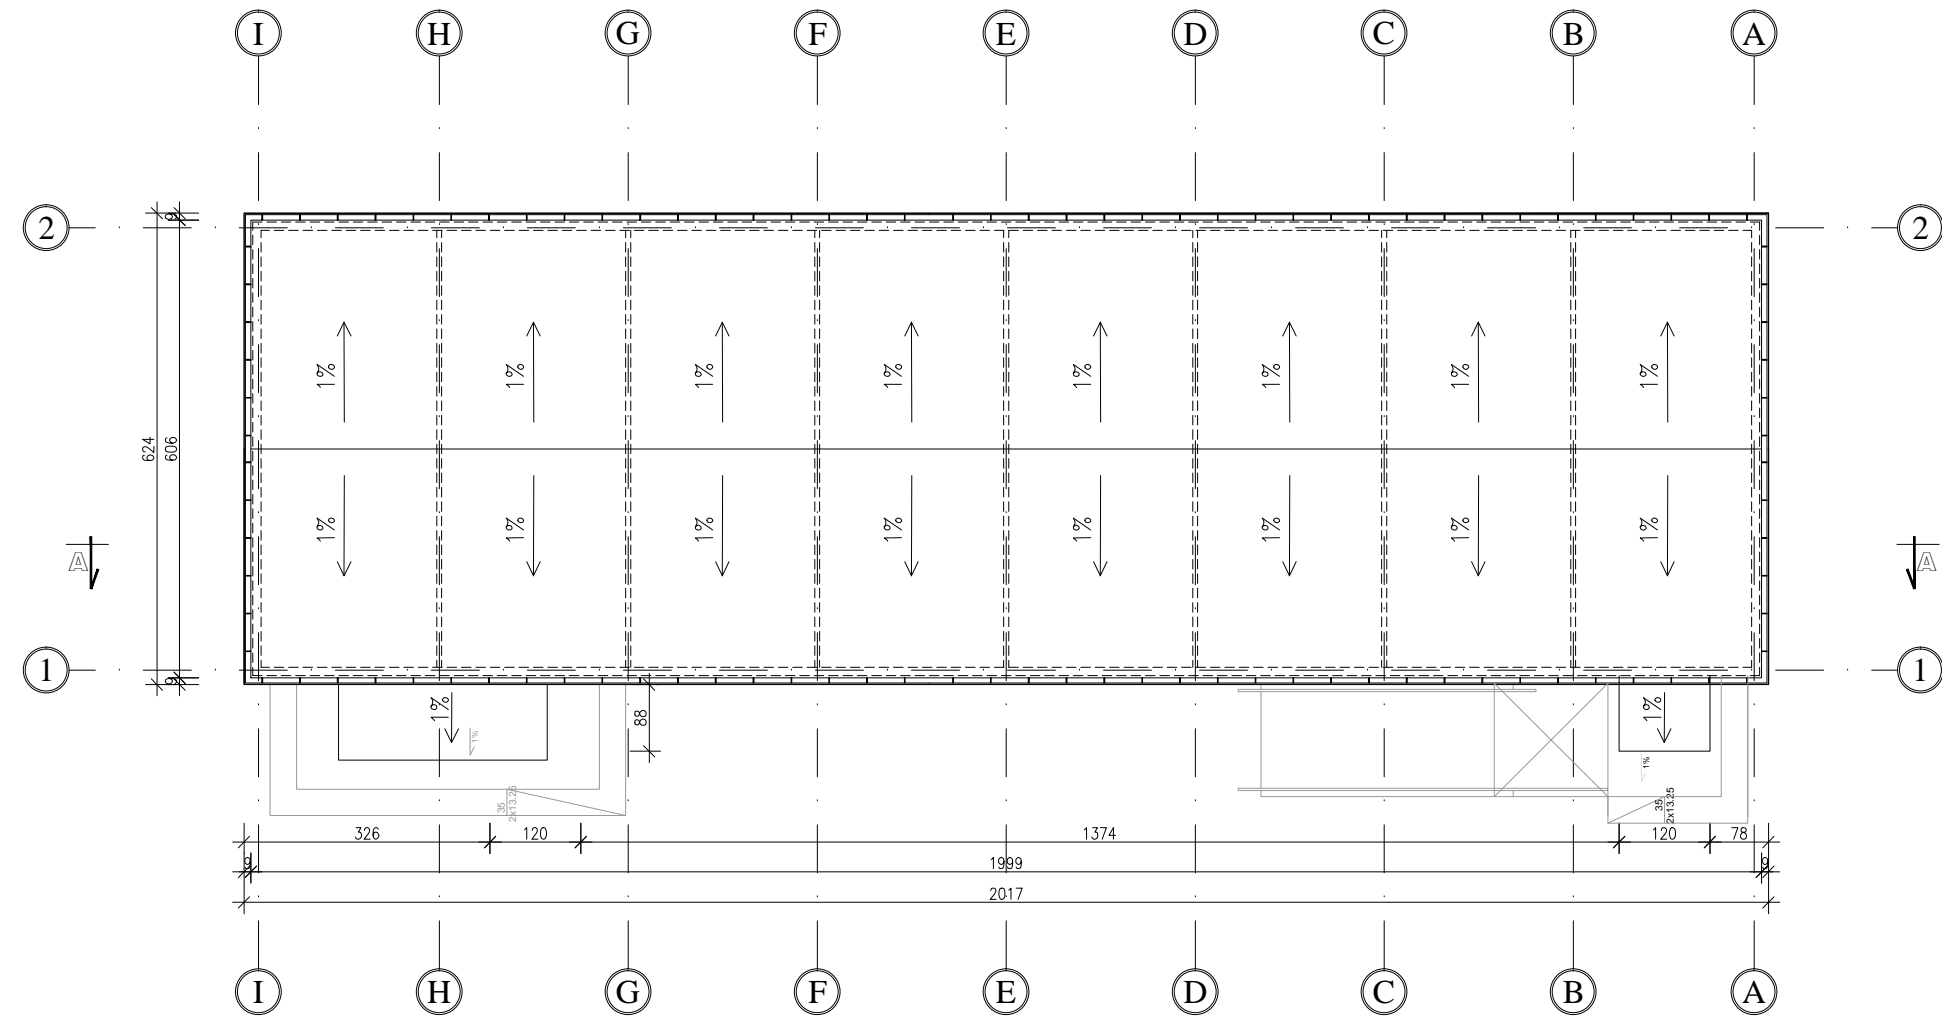 I H G F E D C B A
2 2
9
1% 1% 1% 1% 1% 1% 1% 1%
624 606
1% 1% 1% 1% 1% 1% 1% 1%
A A
1 1
9
1% 88 1%
1% 1%
35 35
2x13.25 2x13.25
326 120 1374 120 78
9 1999 9
2017
I H G F E D C B A